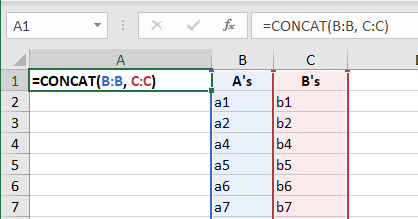 A1 fx =CONCAT(B:B, C:C)
A B C D
1 =CONCAT(B:B, C:C) A's B's
2 a1 b1
3 a2 b2
4 a4 b4
5 a5 b5
6 a6 b6
7 a7 b7